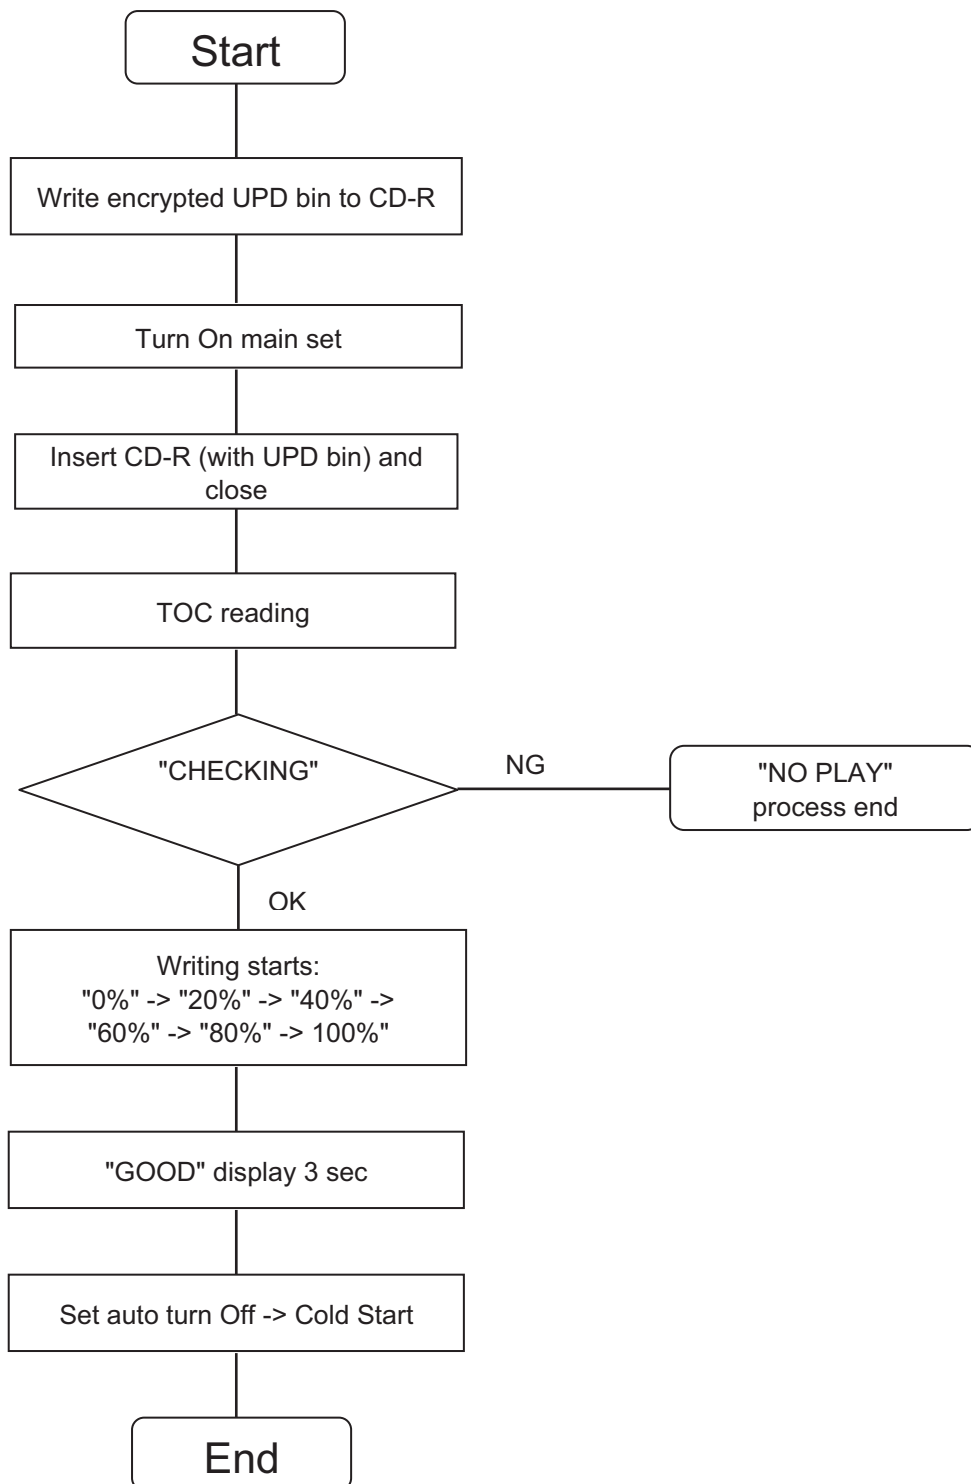 Start
Write encrypted UPD bin to CD-R
Turn On main set
Insert CD-R (with UPD bin) and
close
TOC reading
"CHECKING"
NG
"NO PLAY"
process end
OK
Writing starts:
"0%" -> "20%" -> "40%" ->
"60%" -> "80%" -> 100%"
"GOOD" display 3 sec
Set auto turn Off -> Cold Start
End